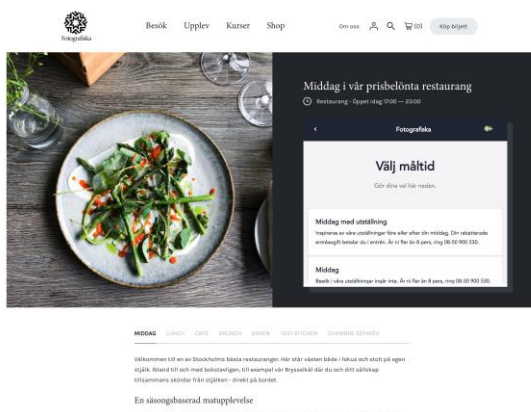 Fotografiska
Besök Upplev Kurser Shop
Om oss (0) Köp biljett
Middag i vår prisbelönta restaurang
Restaurang - Öppet idag 17:00 — 23:00
Fotografiska
Välj måltid
Gör dina val här nedan.
Middag med utställning
Inspireras av våra utställningar före eller efter din middag. Din rabatterade
entréavgift betalar du i entrén. Är ni fler än 8 pers, ring 08-50 900 530.
Middag
Besök i våra utställningar ingår inte. Är ni fler än 8 pers, ring 08-50 900 530.
MIDDAG LUNCH CAFÉ BRUNCH BAREN TEST KITCHEN CHAMBRE SÉPARÉE
Välkommen till en av Stockholms bästa restauranger. Här står växten både i fokus och stolt på egen
stjälk. Ibland till och med bokstavligen, till exempel vår Brysselkål där du och ditt sällskap
tillsammans skördar från stjälken - direkt på bordet.
En säsongsbaserad matupplevelse